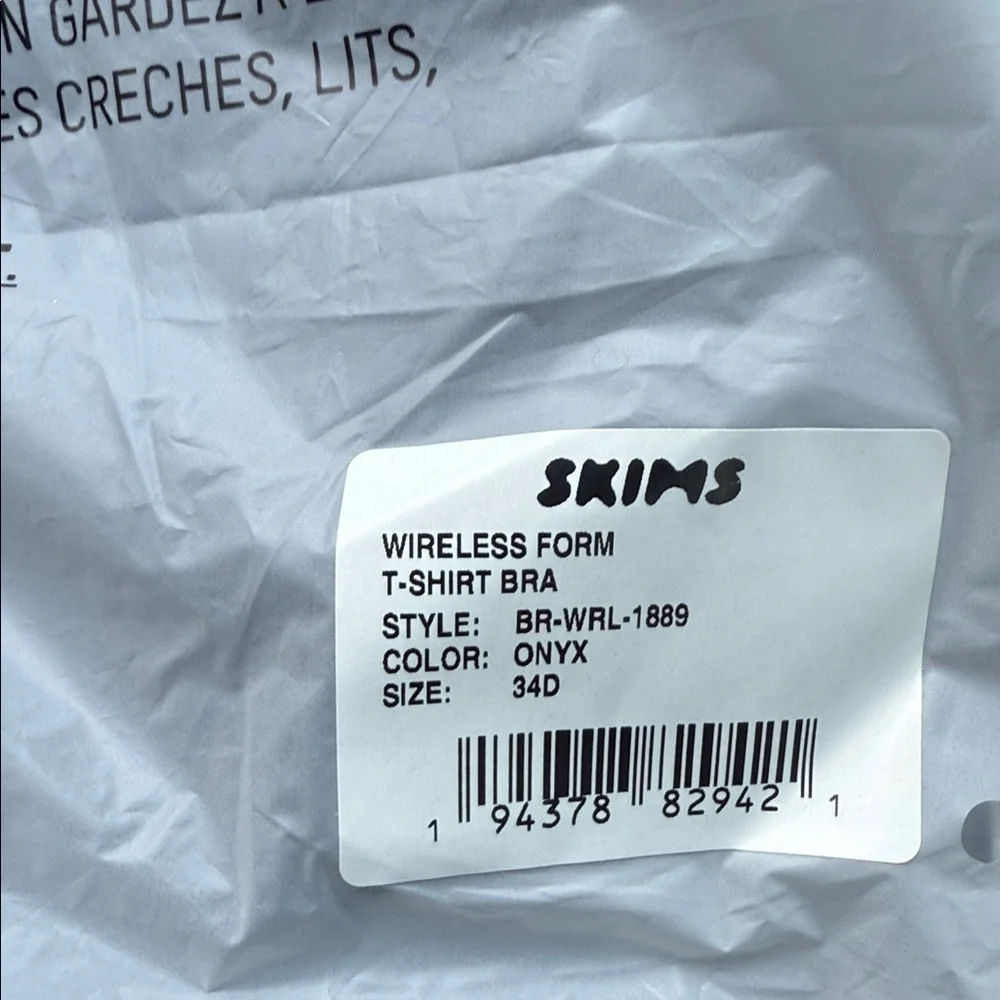 GARDEZ
CRECHES, LITS,
SKIMS
WIRELESS FORM
T-SHIRT BRA
STYLE: BR-WRL-1889
COLOR: ONYX
SIZE: 34D
1 94378 82942 1